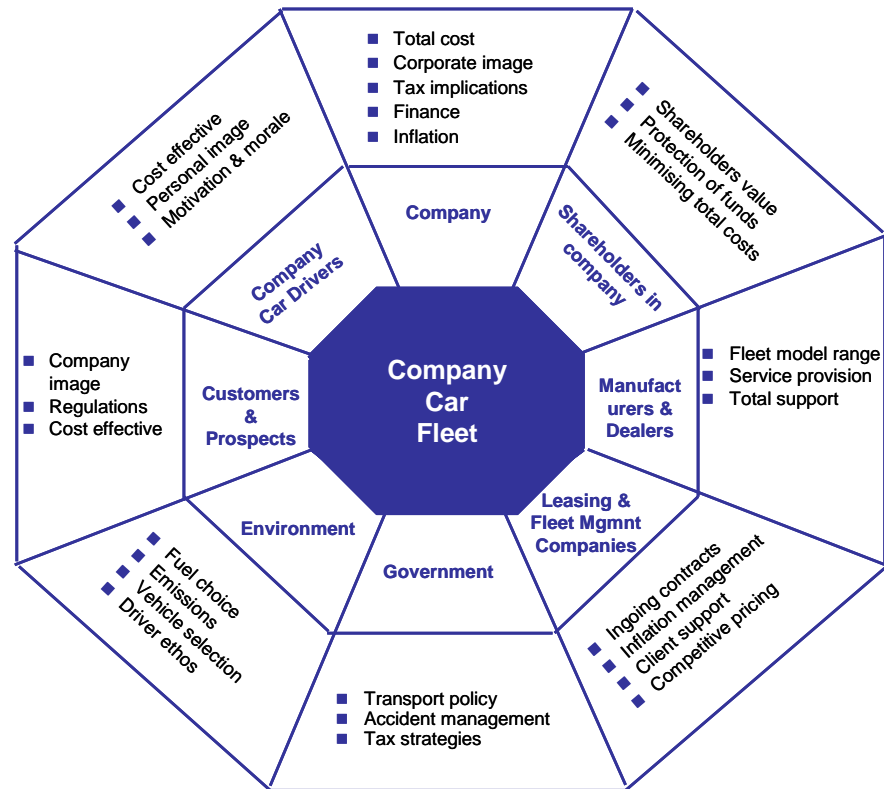 Total cost
Corporate image
Tax implications
Finance
Inflation
Company
Shareholders value
Protection of funds
Minimising total costs
Shareholders in
company
Fleet model range
Service provision
Total support
Manufact
urers &
Dealers
Ingoing contracts
Inflation management
Client support
Competitive pricing
Leasing &
Fleet Mgmnt
Companies
Transport policy
Accident management
Tax strategies
Government
Fuel choice
Emissions
Vehicle selection
Driver ethos
Environment
Company
image
Regulations
Cost effective
Customers
&
Prospects
Cost effective
Personal image
Motivation & morale
Company
Car Drivers
Company
Car
Fleet